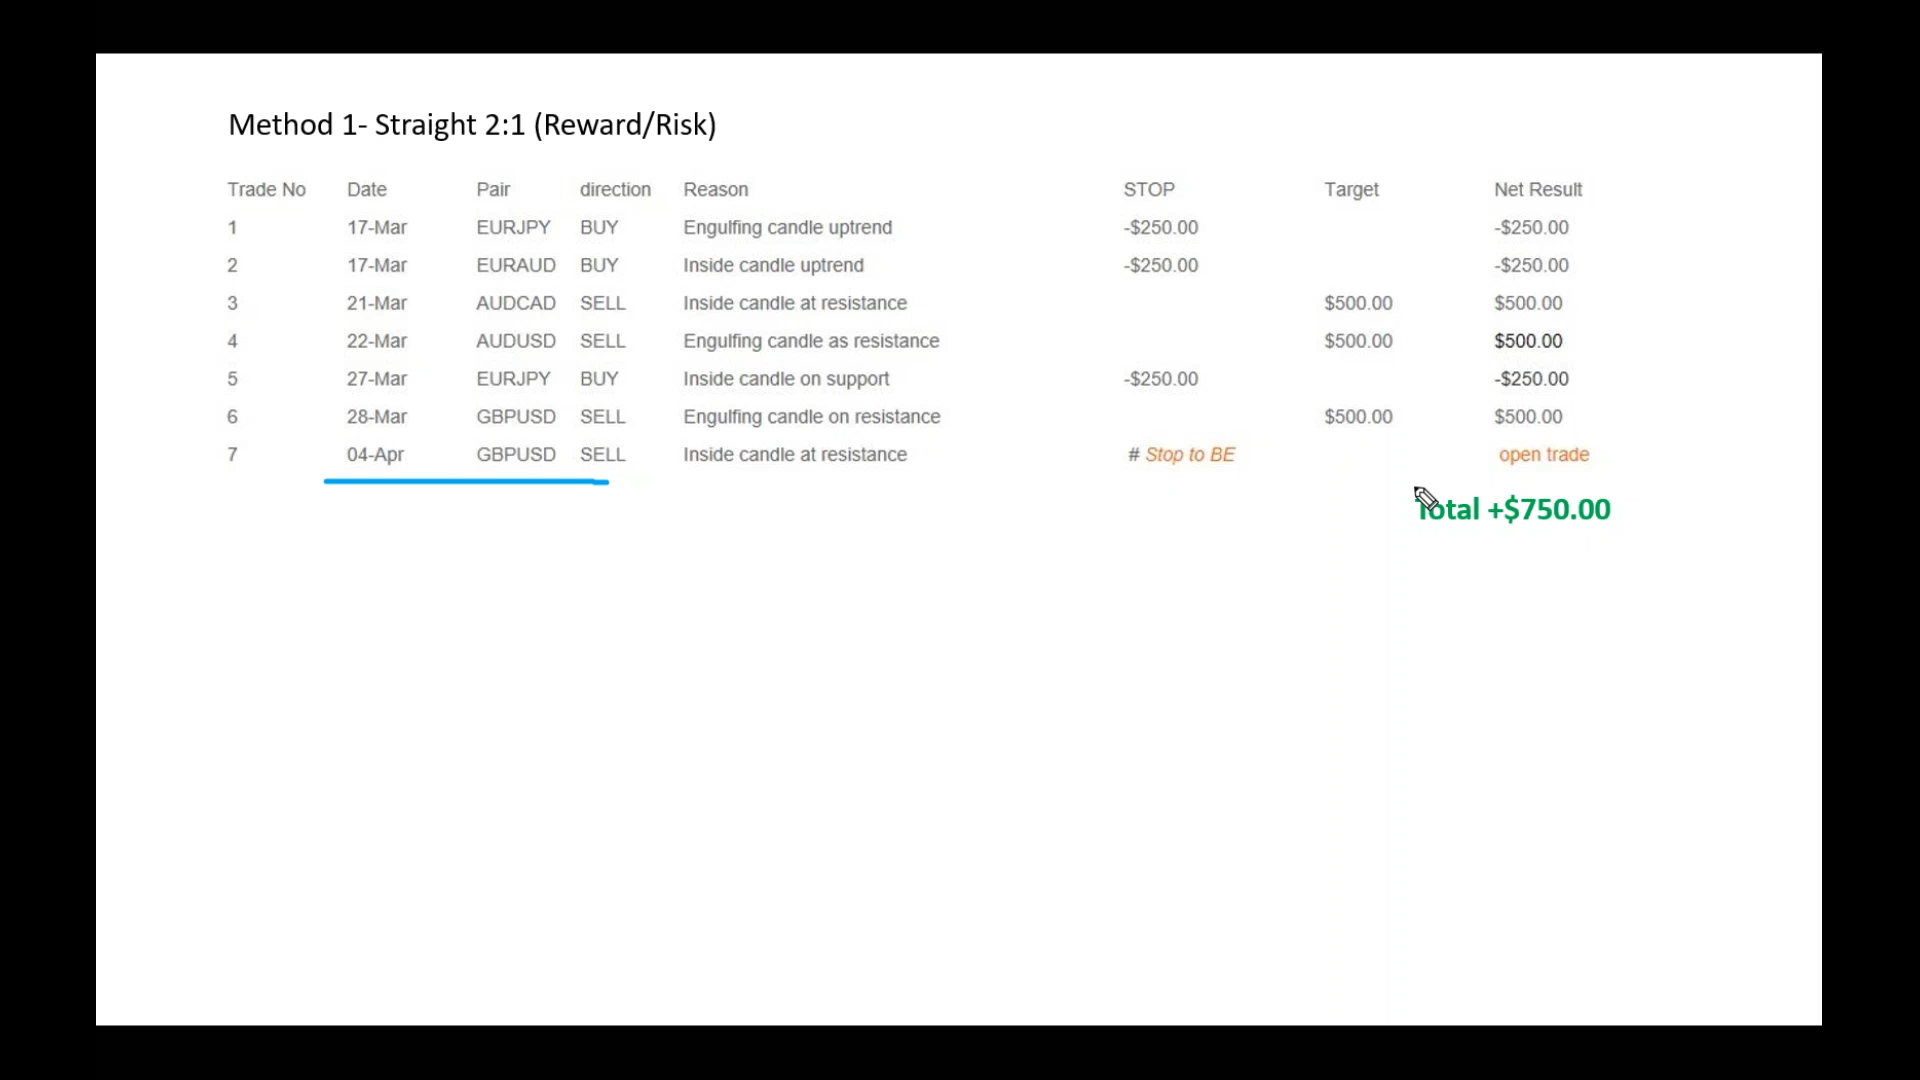 Method 1- Straight 2:1 (Reward/Risk)
Trade No Date Pair direction Reason STOP Target Net Result
1 17-Mar EURJPY BUY Engulfing candle uptrend -$250.00 -$250.00
2 17-Mar EURAUD BUY Inside candle uptrend -$250.00 -$250.00
3 21-Mar AUDCAD SELL Inside candle at resistance $500.00 $500.00
4 22-Mar AUDUSD SELL Engulfing candle as resistance $500.00 $500.00
5 27-Mar EURJPY BUY Inside candle on support -$250.00 -$250.00
6 28-Mar GBPUSD SELL Engulfing candle on resistance $500.00 $500.00
7 04-Apr GBPUSD SELL Inside candle at resistance # Stop to BE open trade
Total +$750.00